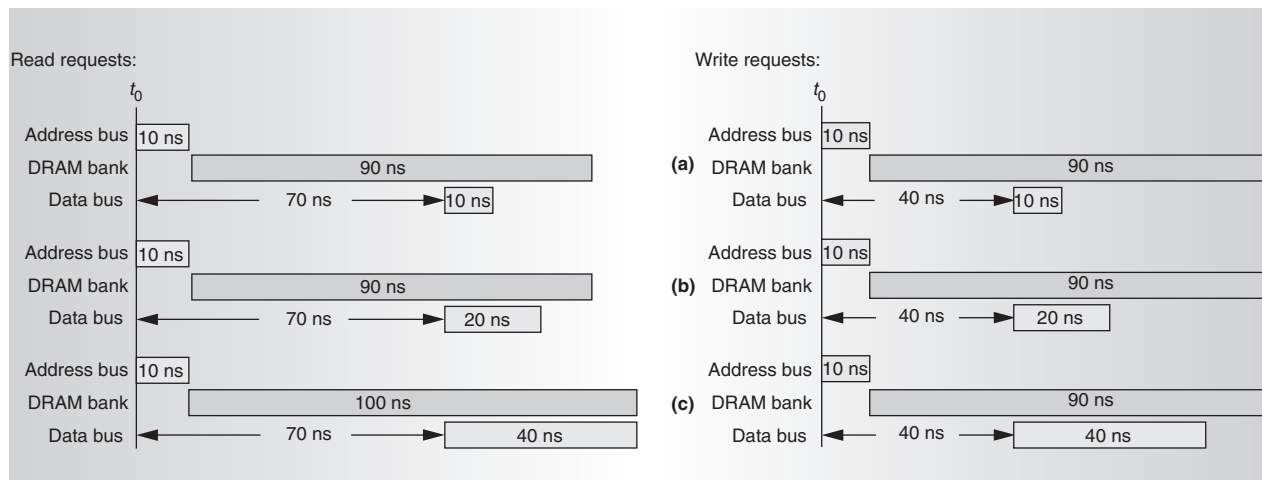 Read requests:
t0
Address bus 10 ns
DRAM bank 90 ns
Data bus 70 ns 10 ns
Address bus 10 ns
DRAM bank 90 ns
Data bus 70 ns 20 ns
Address bus 10 ns
DRAM bank 100 ns
Data bus 70 ns 40 ns
Write requests:
t0
Address bus 10 ns
(a) DRAM bank 90 ns
Data bus 40 ns 10 ns
Address bus 10 ns
(b) DRAM bank 90 ns
Data bus 40 ns 20 ns
Address bus 10 ns
(c) DRAM bank 90 ns
Data bus 40 ns 40 ns